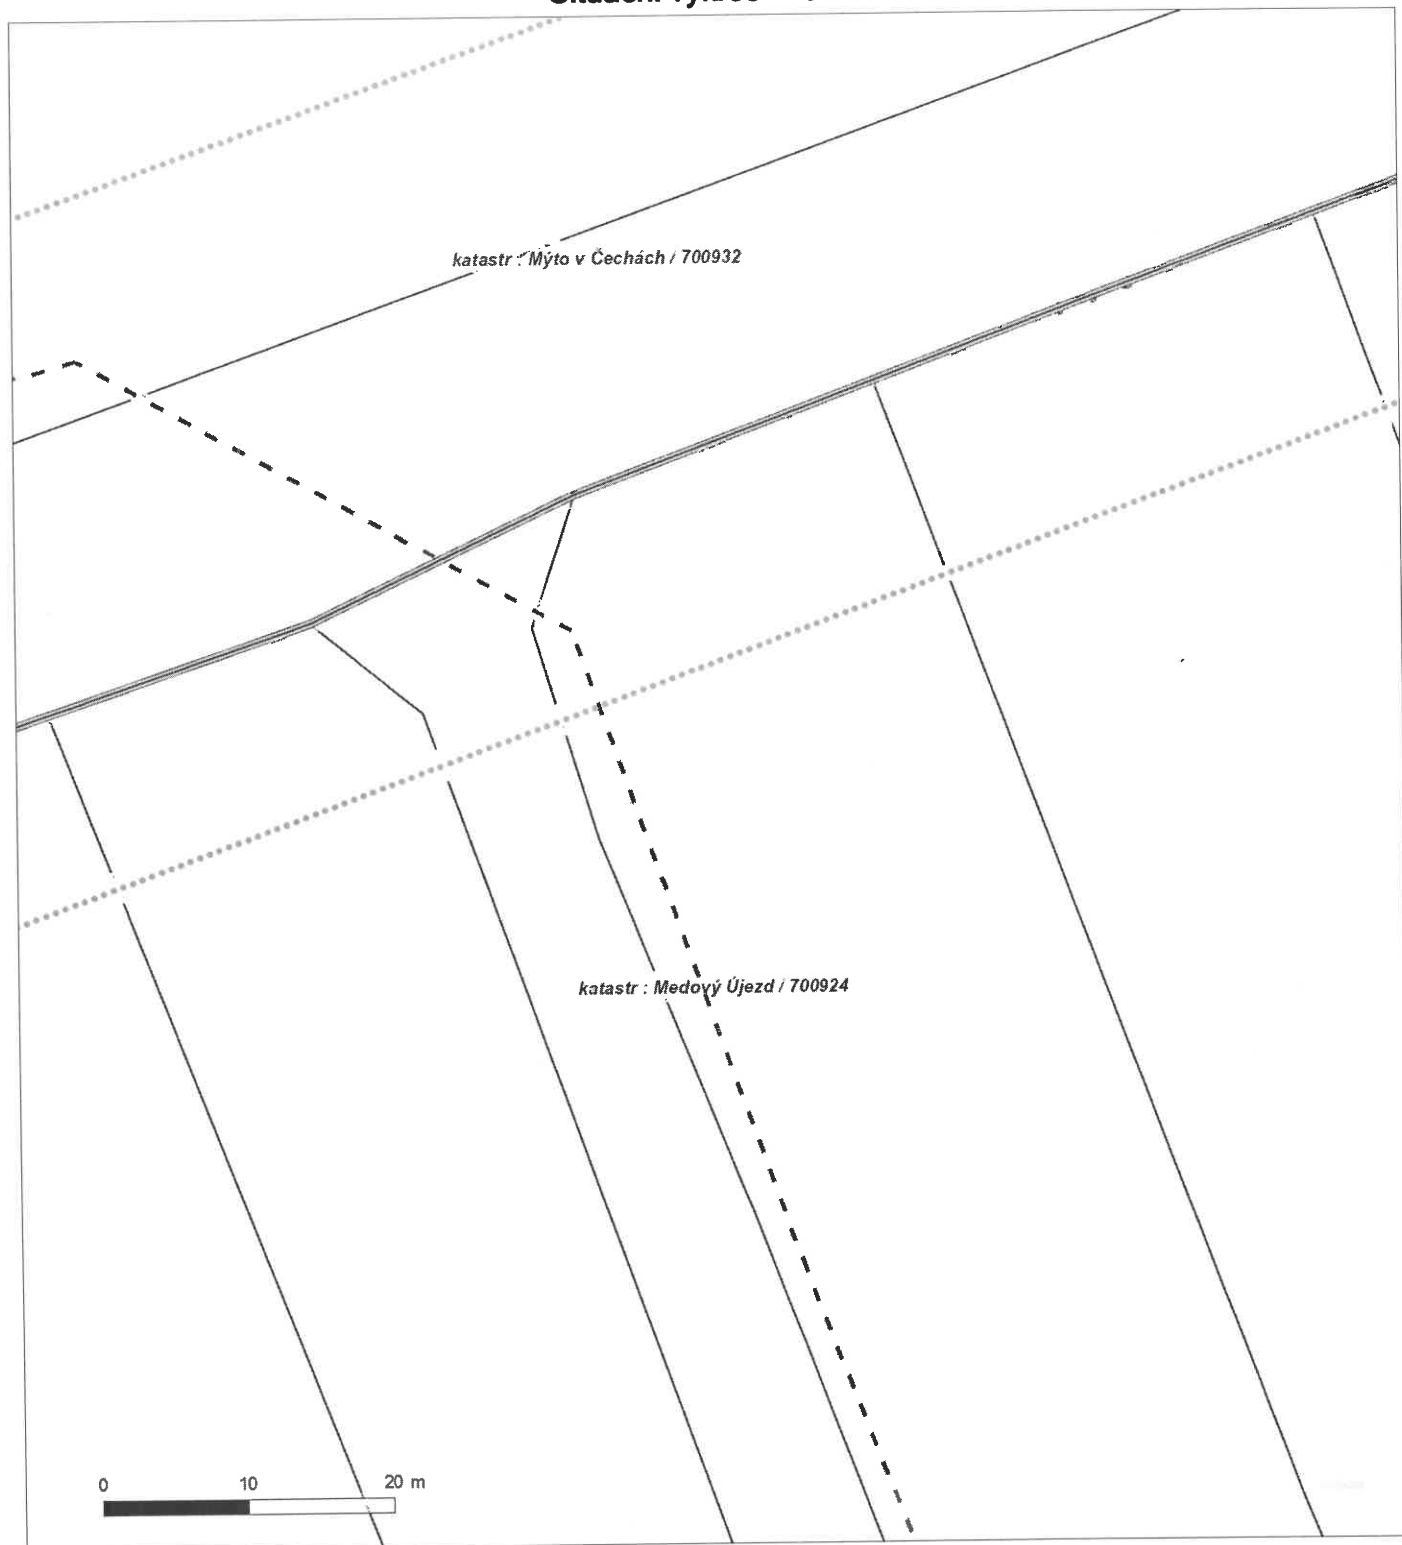 katastr : Mýto v Čechách / 700932
katastr : Medový Újezd / 700924
0 10 20 m